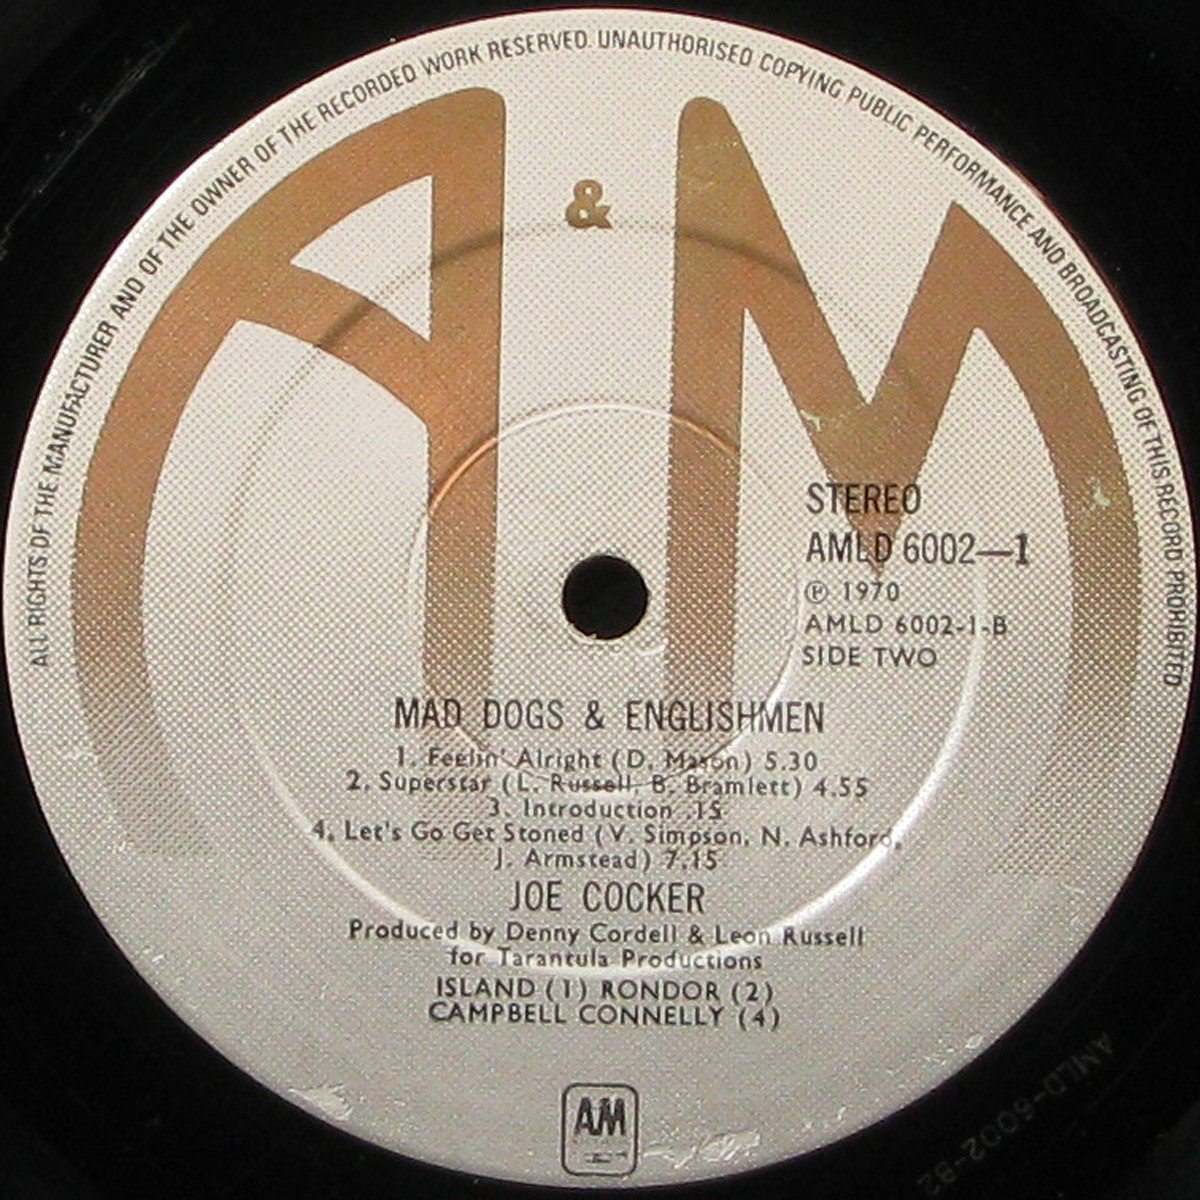 ALL RIGHTS OF THE MANUFACTURER AND OF THE OWNER OF THE RECORDED WORK RESERVED. UNAUTHORISED COPYING PUBLIC PERFORMANCE AND BROADCASTING OF THIS RECORD PROHIBITED
A & M
STEREO
AMLD 6002—1
℗ 1970
AMLD 6002-1-B
SIDE TWO
MAD DOGS & ENGLISHMEN
1. Feelin' Alright (D. Mason) 5.30
2. Superstar (L. Russell, B. Bramlett) 4.55
3. Introduction .15
4. Let's Go Get Stoned (V. Simpson, N. Ashford,
J. Armstead) 7.15
JOE COCKER
Produced by Denny Cordell & Leon Russell
for Tarantula Productions
ISLAND (1) RONDOR (2)
CAMPBELL CONNELLY (4)
AM
AMLD-6002-B2